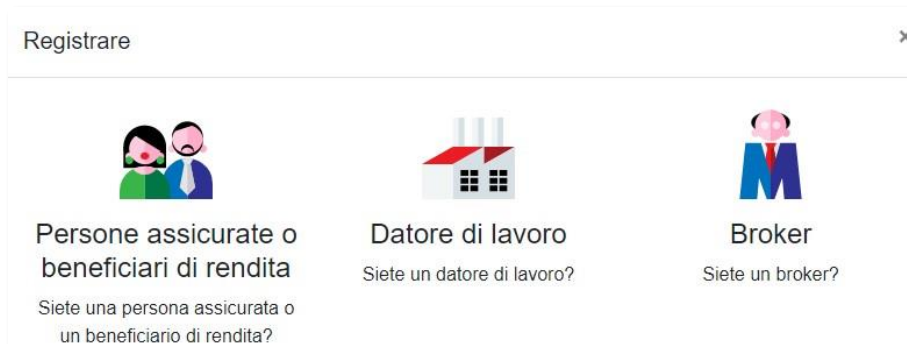 Registrare
×
Persone assicurate o
beneficiari di rendita
Siete una persona assicurata o
un beneficiario di rendita?
Datore di lavoro
Siete un datore di lavoro?
Broker
Siete un broker?